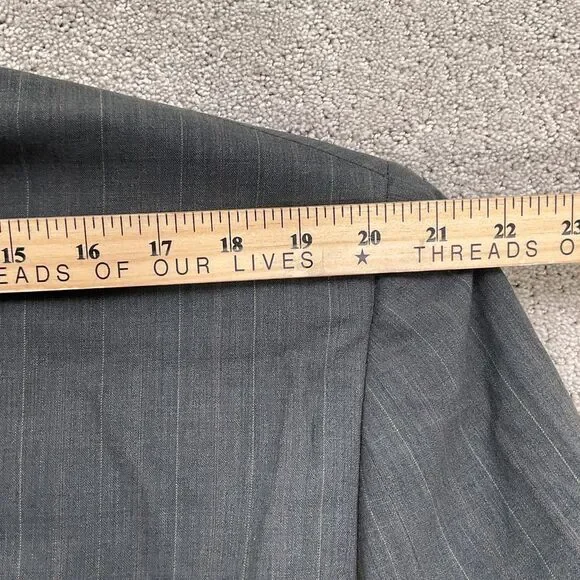 15 16 17 18 19 20 21 22 23
EADS OF OUR LIVES ★ THREADS O